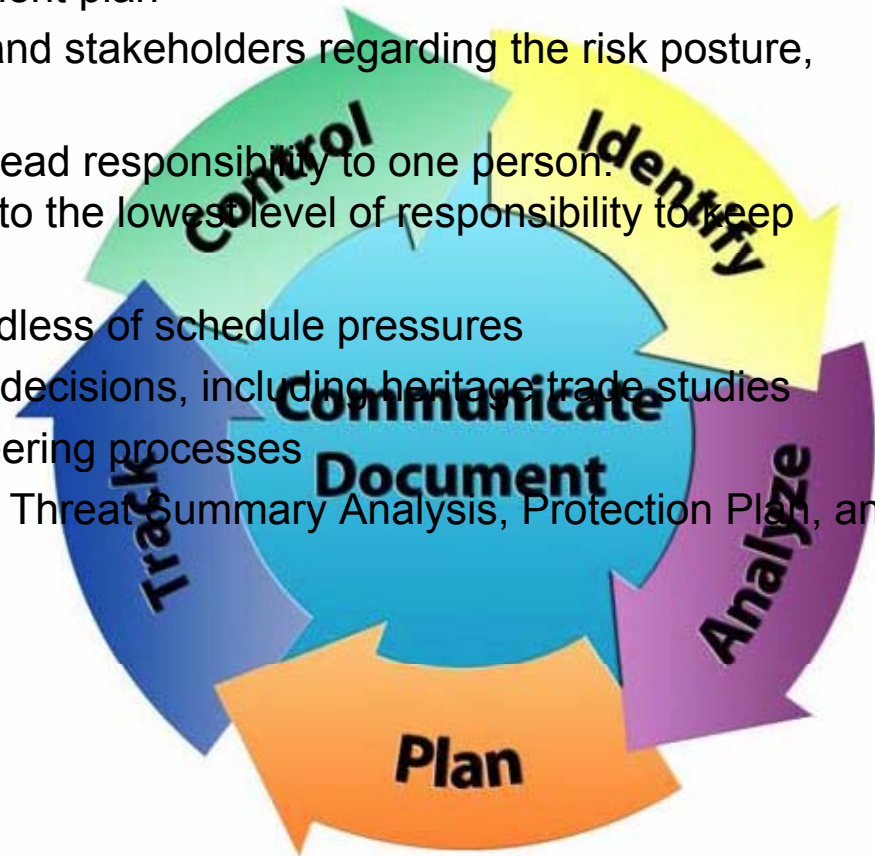 ent plan
and stakeholders regarding the risk posture,
ead responsibility to one person.
to the lowest level of responsibility to keep
dless of schedule pressures
decisions, including heritage trade studies
ering processes
Threat Summary Analysis, Protection Plan, an
Control
Identify
Communicate
Document
Analyze
Track
Plan